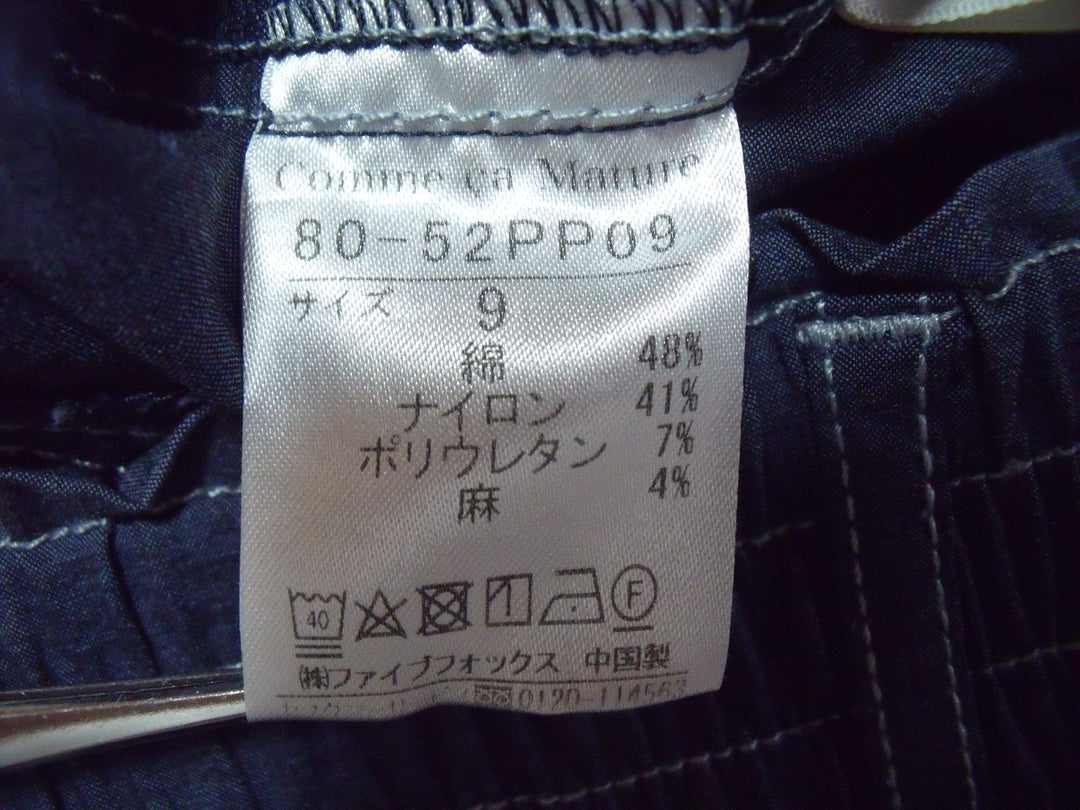 Comme ça Mature
80-52PP09
サイズ 9
綿 48%
ナイロン 41%
ポリウレタン 7%
麻 4%
40 F
㈱ファイブフォックス 中国製
0120-114563